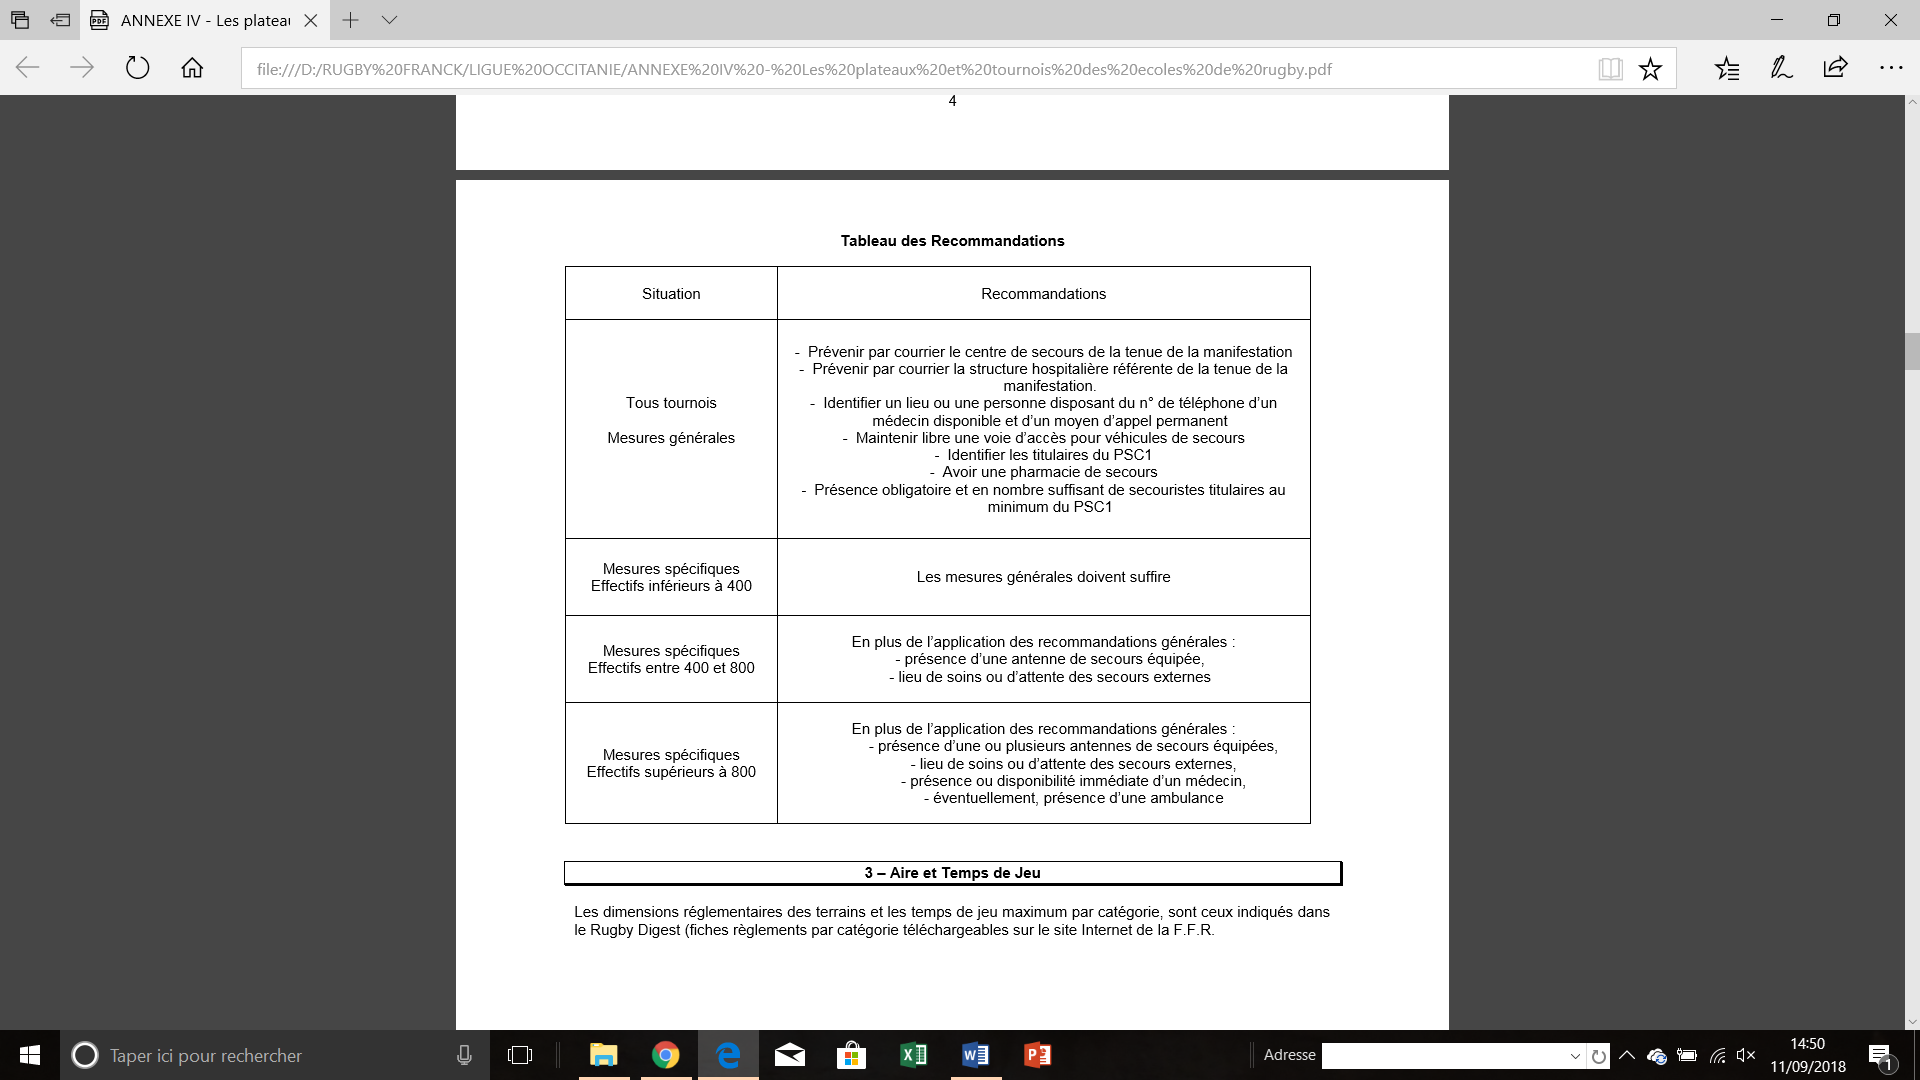 ANNEXE IV - Les plateau
file:///D:/RUGBY%20FRANCK/LIGUE%20OCCITANIE/ANNEXE%20IV%20-%20Les%20plateaux%20et%20tournois%20des%20ecoles%20de%20rugby.pdf
4
Tableau des Recommandations
Situation
Recommandations
Tous tournois
Mesures générales
- Prévenir par courrier le centre de secours de la tenue de la manifestation
- Prévenir par courrier la structure hospitalière référente de la tenue de la
manifestation.
- Identifier un lieu ou une personne disposant du n° de téléphone d’un
médecin disponible et d’un moyen d’appel permanent
- Maintenir libre une voie d’accès pour véhicules de secours
- Identifier les titulaires du PSC1
- Avoir une pharmacie de secours
- Présence obligatoire et en nombre suffisant de secouristes titulaires au
minimum du PSC1
Mesures spécifiques
Effectifs inférieurs à 400
Les mesures générales doivent suffire
Mesures spécifiques
Effectifs entre 400 et 800
En plus de l’application des recommandations générales :
- présence d’une antenne de secours équipée,
- lieu de soins ou d’attente des secours externes
Mesures spécifiques
Effectifs supérieurs à 800
En plus de l’application des recommandations générales :
- présence d’une ou plusieurs antennes de secours équipées,
- lieu de soins ou d’attente des secours externes,
- présence ou disponibilité immédiate d’un médecin,
- éventuellement, présence d’une ambulance
3 – Aire et Temps de Jeu
Les dimensions réglementaires des terrains et les temps de jeu maximum par catégorie, sont ceux indiqués dans
le Rugby Digest (fiches règlements par catégorie téléchargeables sur le site Internet de la F.F.R.
Taper ici pour rechercher
Adresse
14:50
11/09/2018
1